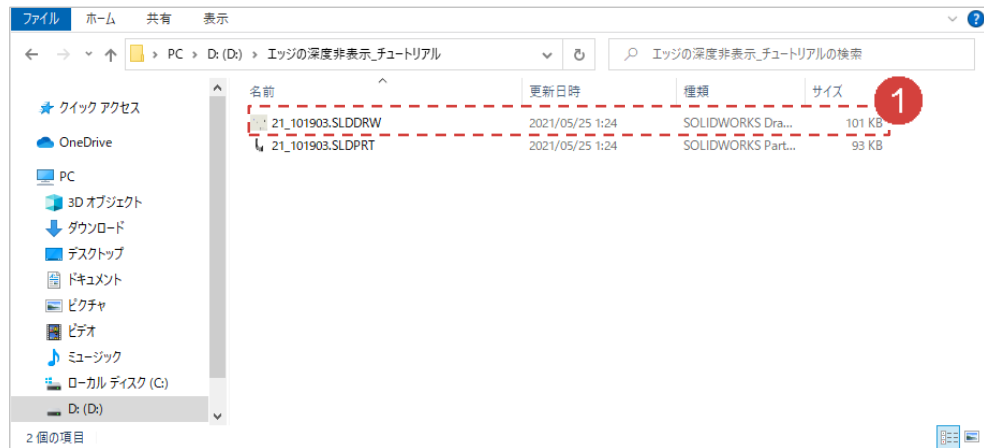 ファイル ホーム 共有 表示
PC > D: (D:) > エッジの深度非表示_チュートリアル エッジの深度非表示_チュートリアルの検索
名前 更新日時 種類 サイズ
1
クイック アクセス
21_101903.SLDDRW 2021/05/25 1:24 SOLIDWORKS Dra... 101 KB
OneDrive
21_101903.SLDPRT 2021/05/25 1:24 SOLIDWORKS Part... 93 KB
PC
3D オブジェクト
ダウンロード
デスクトップ
ドキュメント
ピクチャ
ビデオ
ミュージック
ローカル ディスク (C:)
D: (D:)
2 個の項目